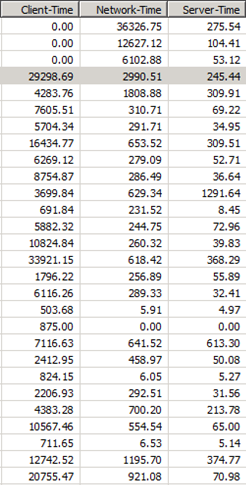 Client-Time Network-Time Server-Time
0.00 36326.75 275.54
0.00 12627.12 104.41
0.00 6102.88 53.12
29298.69 2990.51 245.44
4283.76 1808.88 309.91
7605.51 310.71 69.22
5704.34 291.71 34.95
16434.77 653.52 309.51
6269.12 279.09 52.71
8754.87 286.49 36.64
3699.84 629.34 1291.64
691.84 231.52 8.45
5882.32 244.75 72.96
10824.84 260.32 39.83
33921.15 618.42 368.29
1796.22 256.89 55.89
6116.26 289.33 32.41
503.68 5.91 4.97
875.00 0.00 0.00
7116.63 641.52 613.30
2412.95 458.97 50.08
824.15 6.05 5.27
2206.93 292.51 31.56
4383.28 700.20 213.78
10567.46 554.54 65.00
711.65 6.53 5.14
12742.52 1195.70 374.77
20755.47 921.08 70.98